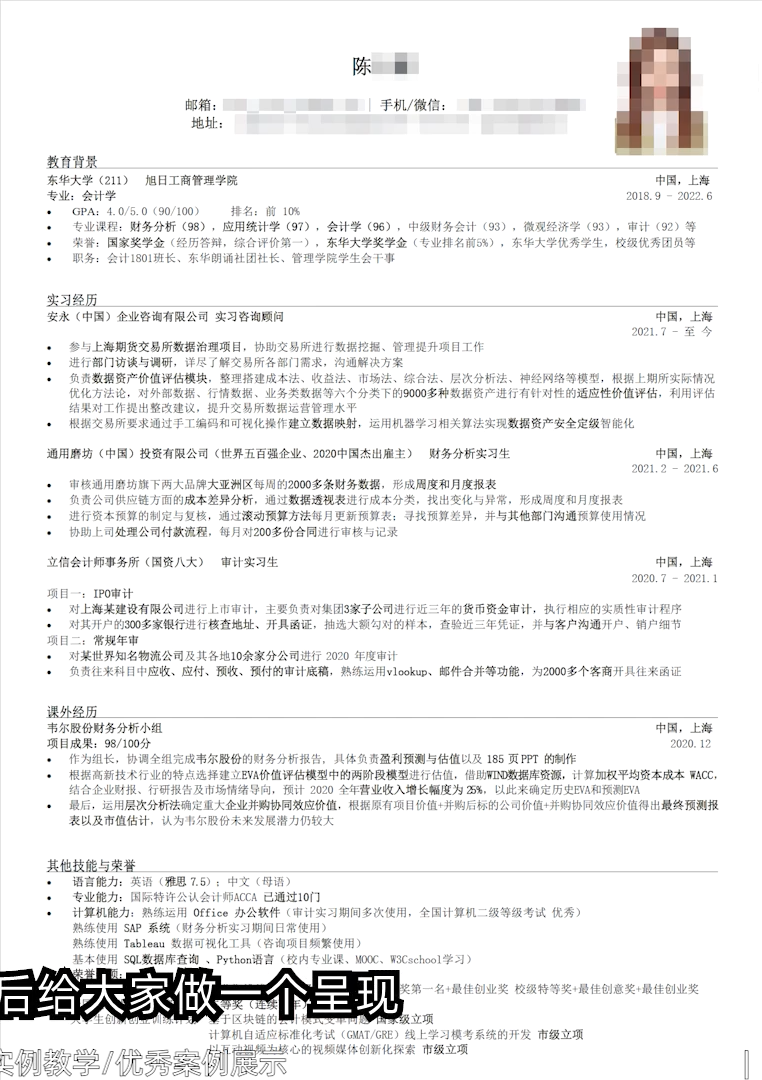 陈
邮箱： | 手机/微信：
地址：
教育背景
东华大学（211） 旭日工商管理学院 中国，上海
专业：会计学 2018.9 - 2022.6
• GPA: 4.0/5.0（90/100） 排名：前 10%
• 专业课程：财务分析（98），应用统计学（97），会计学（96），中级财务会计（93），微观经济学（93），审计（92）等
• 荣誉：国家奖学金（经历答辩，综合评价第一），东华大学奖学金（专业排名前5%），东华大学优秀学生，校级优秀团员等
• 职务：会计1801班长、东华朗诵社团社长、管理学院学生会干事
实习经历
安永（中国）企业咨询有限公司 实习咨询顾问 中国，上海
2021.7 - 至 今
• 参与上海期货交易所数据治理项目，协助交易所进行数据挖掘、管理提升项目工作
• 进行部门访谈与调研，详尽了解交易所各部门需求，沟通解决方案
• 负责数据资产价值评估模块，整理搭建成本法、收益法、市场法、综合法、层次分析法、神经网络等模型，根据上期所实际情况
优化方法论，对外部数据、行情数据、业务类数据等六个分类下的9000多种数据资产进行有针对性的适应性价值评估，利用评估
结果对工作提出整改建议，提升交易所数据运营管理水平
• 根据交易所要求通过手工编码和可视化操作建立数据映射，运用机器学习相关算法实现数据资产安全定级智能化
通用磨坊（中国）投资有限公司（世界五百强企业、2020中国杰出雇主） 财务分析实习生 中国，上海
2021.2 - 2021.6
• 审核通用磨坊旗下两大品牌大亚洲区每周的2000多条财务数据，形成周度和月度报表
• 负责公司供应链方面的成本差异分析，通过数据透视表进行成本分类，找出变化与异常，形成周度和月度报表
• 进行资本预算的制定与复核，通过滚动预算方法每月更新预算表；寻找预算差异，并与其他部门沟通预算使用情况
• 协助上司处理公司付款流程，每月对200多份合同进行审核与记录
立信会计师事务所（国资八大） 审计实习生 中国，上海
2020.7 - 2021.1
项目一：IPO审计
• 对上海某建设有限公司进行上市审计，主要负责对集团3家子公司进行近三年的货币资金审计，执行相应的实质性审计程序
• 对其开户的300多家银行进行核查地址、开具函证，抽选大额勾对的样本，查验近三年凭证，并与客户沟通开户、销户细节
项目二：常规年审
• 对某世界知名物流公司及其各地10余家分公司进行 2020 年度审计
• 负责往来科目中应收、应付、预收、预付的审计底稿，熟练运用vlookup、邮件合并等功能，为2000多个客商开具往来函证
课外经历
韦尔股份财务分析小组 中国，上海
项目成果：98/100分 2020.12
• 作为组长，协调全组完成韦尔股份的财务分析报告，具体负责盈利预测与估值以及 185 页PPT 的制作
• 根据高新技术行业的特点选择建立EVA价值评估模型中的两阶段模型进行估值，借助WIND数据库资源，计算加权平均资本成本 WACC，
结合企业财报、行研报告及市场情绪导向，预计 2020 全年营业收入增长幅度为 25%，以此来确定历史EVA和预测EVA
• 最后，运用层次分析法确定重大企业并购协同效应价值，根据原有项目价值+并购后标的公司价值+并购协同效应价值得出最终预测报
表以及市值估计，认为韦尔股份未来发展潜力仍较大
其他技能与荣誉
• 语言能力：英语（雅思 7.5）；中文（母语）
• 专业能力：国际特许公认会计师ACCA 已通过10门
• 计算机能力：熟练运用 Office 办公软件（审计实习期间多次使用，全国计算机二级等级考试 优秀）
熟练使用 SAP 系统（财务分析实习期间日常使用）
熟练使用 Tableau 数据可视化工具（咨询项目频繁使用）
基本使用 SQL数据库查询 、Python语言（校内专业课、MOOC、W3Cschool学习）
奖第一名+最佳创业奖 校级特等奖+最佳创意奖+最佳创业奖
后给大家做一个呈现
等奖（连续
国家级立项
计算机自适应标准化考试（GMAT/GRE）线上学习模考系统的开发 市级立项
以互动视频为核心的视频媒体创新化探索 市级立项
实例教学/优秀案例展示